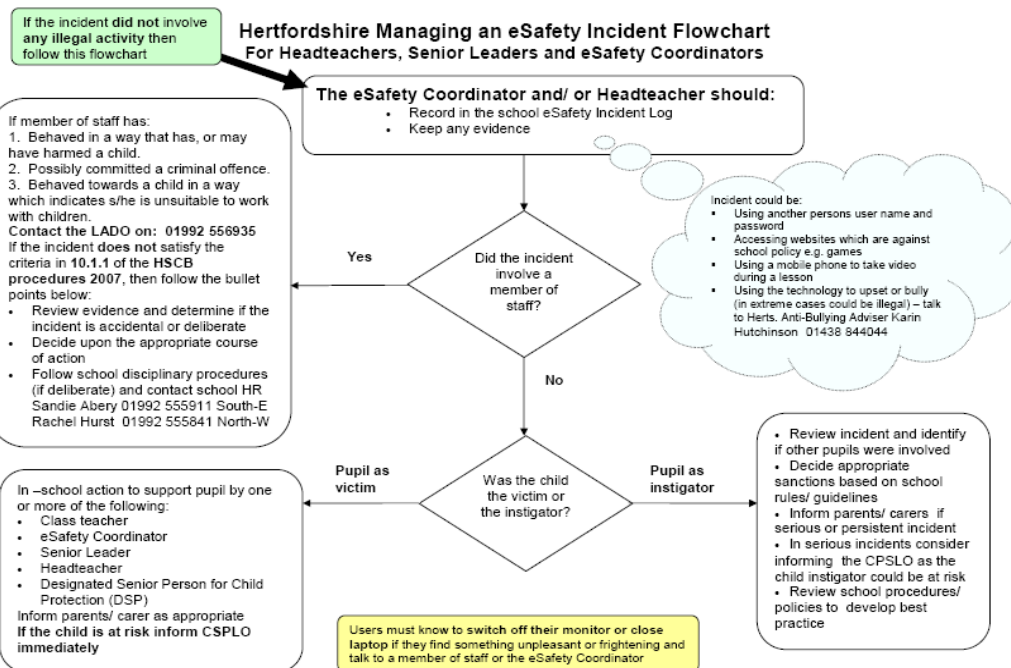 If the incident did not involve
any illegal activity then
follow this flowchart
Hertfordshire Managing an eSafety Incident Flowchart
For Headteachers, Senior Leaders and eSafety Coordinators
The eSafety Coordinator and/ or Headteacher should:
• Record in the school eSafety Incident Log
• Keep any evidence
If member of staff has:
1. Behaved in a way that has, or may
have harmed a child.
2. Possibly committed a criminal offence.
3. Behaved towards a child in a way
which indicates s/he is unsuitable to work
with children.
Contact the LADO on: 01992 556935
If the incident does not satisfy the
criteria in 10.1.1 of the HSCB
procedures 2007, then follow the bullet
points below:
• Review evidence and determine if the
incident is accidental or deliberate
• Decide upon the appropriate course
of action
• Follow school disciplinary procedures
(if deliberate) and contact school HR
Sandie Abery 01992 555911 South-E
Rachel Hurst 01992 555841 North-W
Yes
Did the incident
involve a
member of
staff?
Incident could be:
▪ Using another persons user name and
password
▪ Accessing websites which are against
school policy e.g. games
▪ Using a mobile phone to take video
during a lesson
▪ Using the technology to upset or bully
(in extreme cases could be illegal) – talk
to Herts. Anti-Bullying Adviser Karin
Hutchinson 01438 844044
No
In –school action to support pupil by one
or more of the following:
• Class teacher
• eSafety Coordinator
• Senior Leader
• Headteacher
• Designated Senior Person for Child
Protection (DSP)
Inform parents/ carer as appropriate
If the child is at risk inform CSPLO
immediately
Pupil as
victim
Was the child
the victim or
the instigator?
Pupil as
instigator
• Review incident and identify
if other pupils were involved
• Decide appropriate
sanctions based on school
rules/ guidelines
• Inform parents/ carers if
serious or persistent incident
• In serious incidents consider
informing the CPSLO as the
child instigator could be at risk
• Review school procedures/
policies to develop best
practice
Users must know to switch off their monitor or close
laptop if they find something unpleasant or frightening and
talk to a member of staff or the eSafety Coordinator